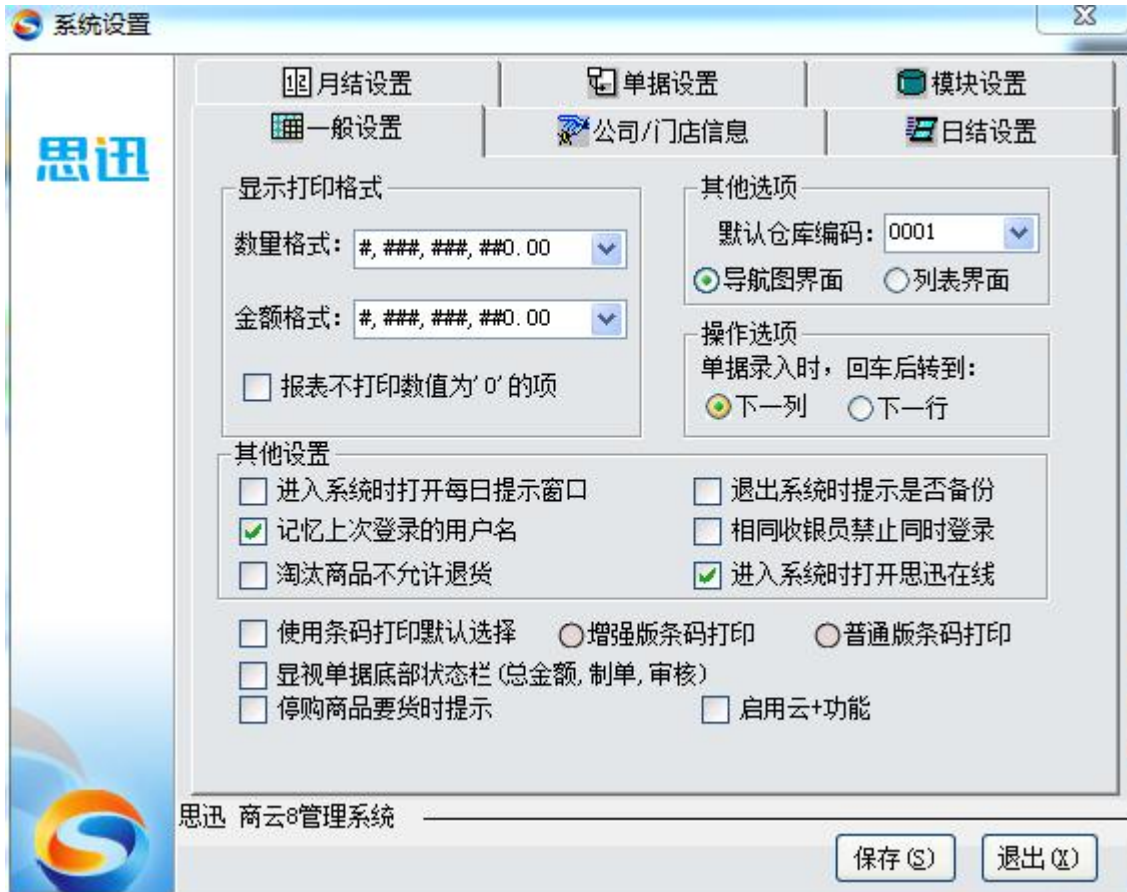 系统设置
思迅
月结设置 单据设置 模块设置
一般设置 公司/门店信息 日结设置
显示打印格式
数量格式: #,###,###,##0.00
金额格式: #,###,###,##0.00
报表不打印数值为'0'的项
其他选项
默认仓库编码: 0001
导航图界面 列表界面
操作选项
单据录入时，回车后转到:
下一列 下一行
其他设置
进入系统时打开每日提示窗口 退出系统时提示是否备份
记忆上次登录的用户名 相同收银员禁止同时登录
淘汰商品不允许退货 进入系统时打开思迅在线
使用条码打印默认选择 增强版条码打印 普通版条码打印
显视单据底部状态栏(总金额,制单,审核)
停购商品要货时提示 启用云+功能
思迅 商云8管理系统
保存(S) 退出(X)